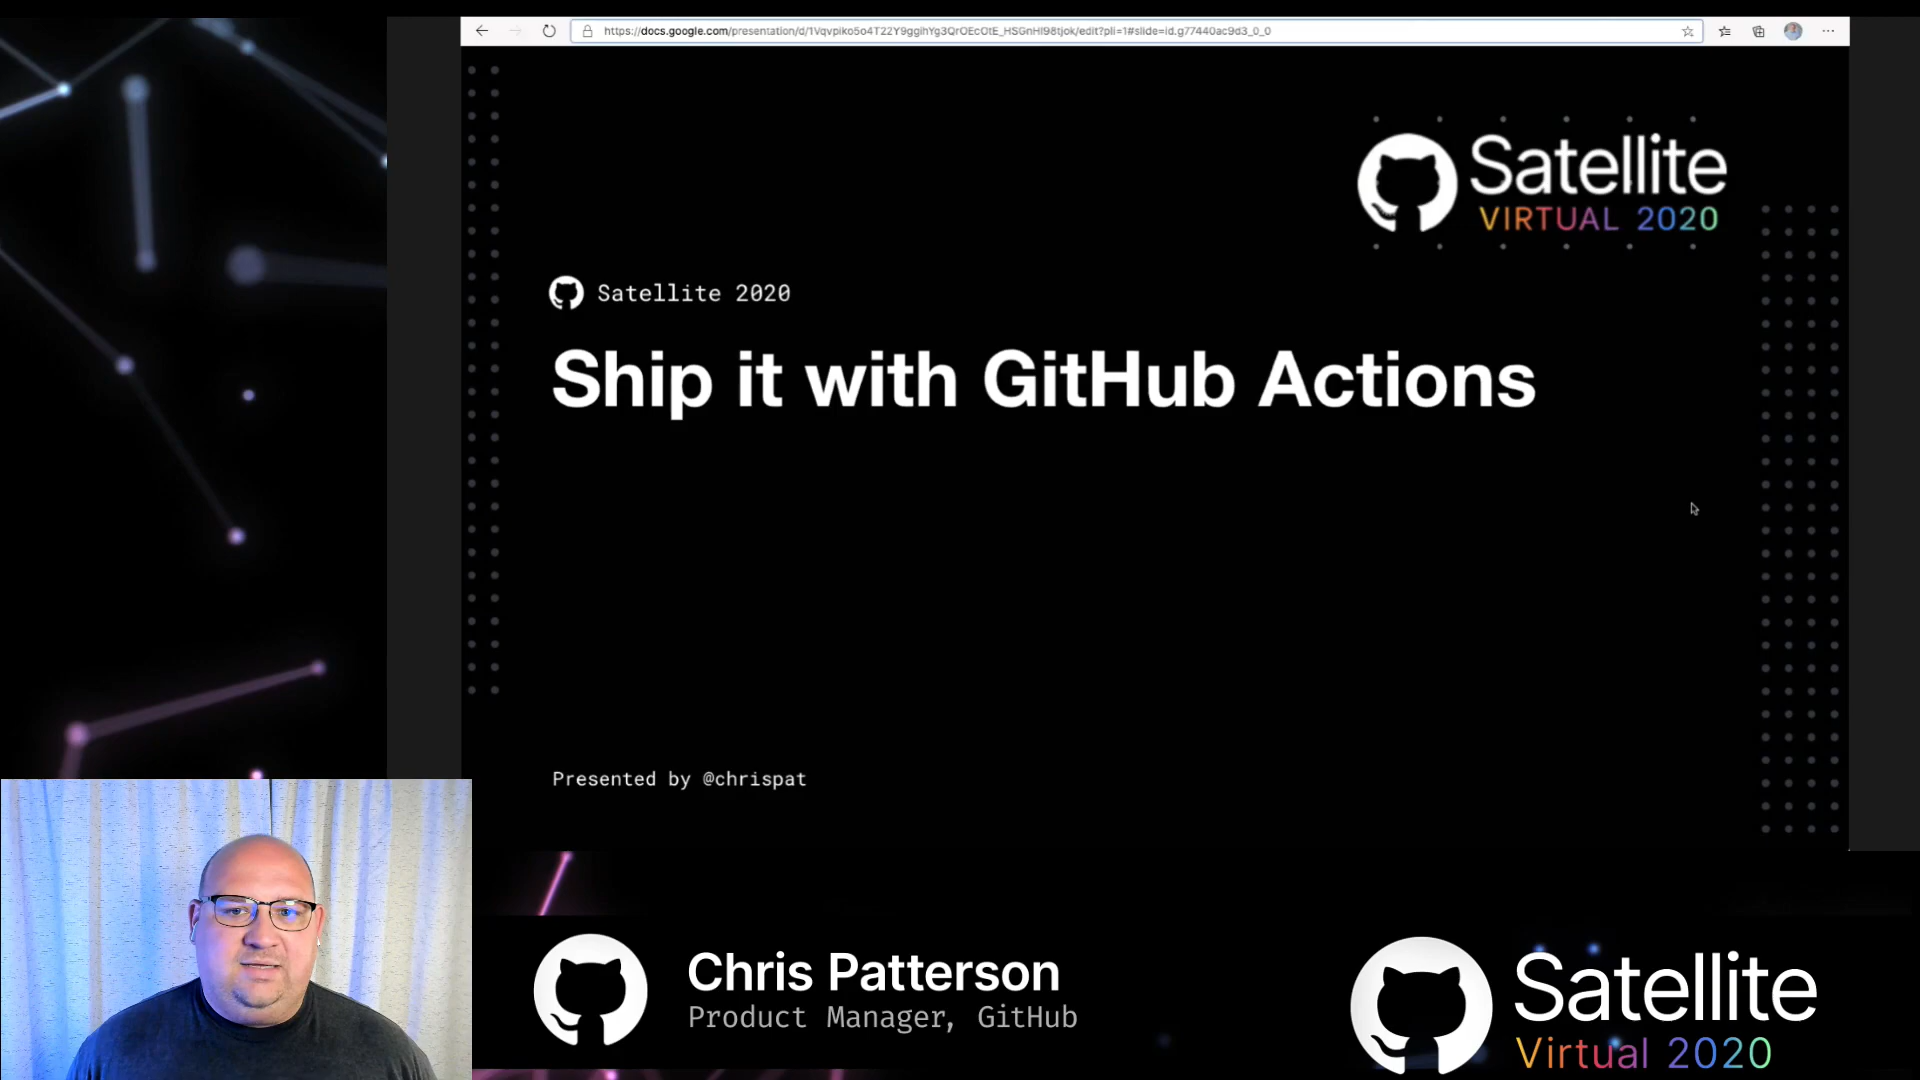 Satellite
VIRTUAL 2020
Satellite 2020
Ship it with GitHub Actions
Presented by @chrispat
Chris Patterson
Product Manager, GitHub
Satellite
Virtual 2020